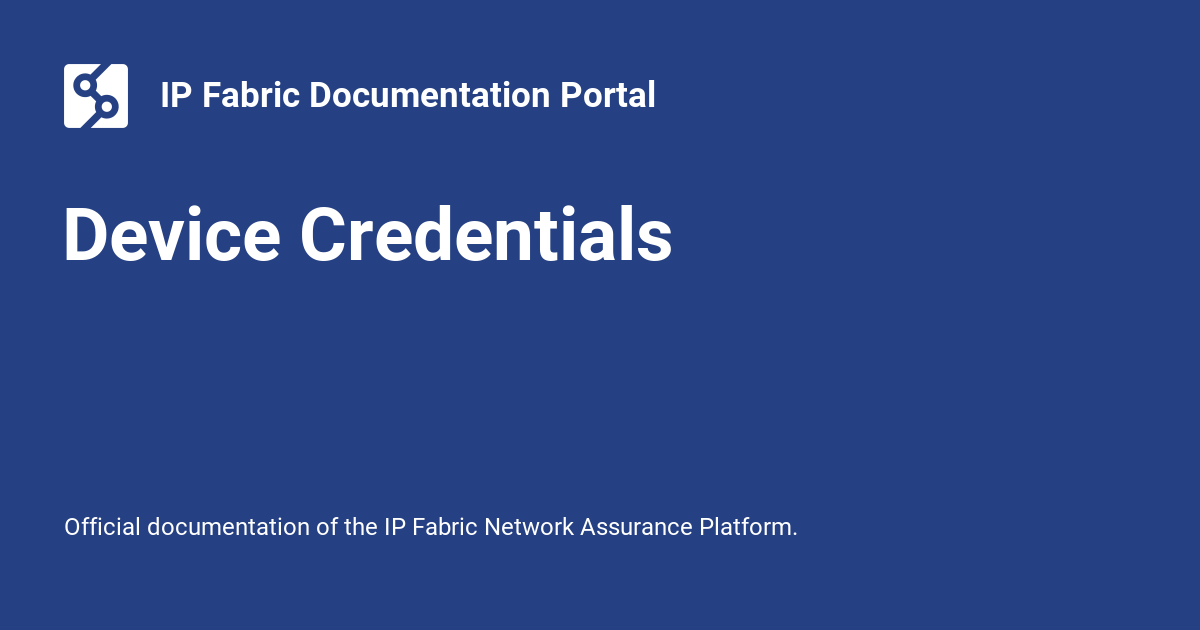 IP Fabric Documentation Portal
Device Credentials
Official documentation of the IP Fabric Network Assurance Platform.